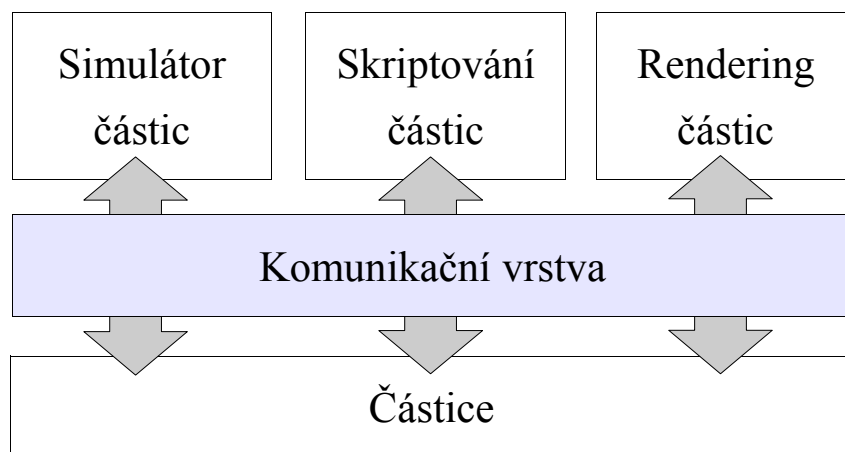 Simulátor
částic
Skriptování
částic
Rendering
částic
Komunikační vrstva
Částice